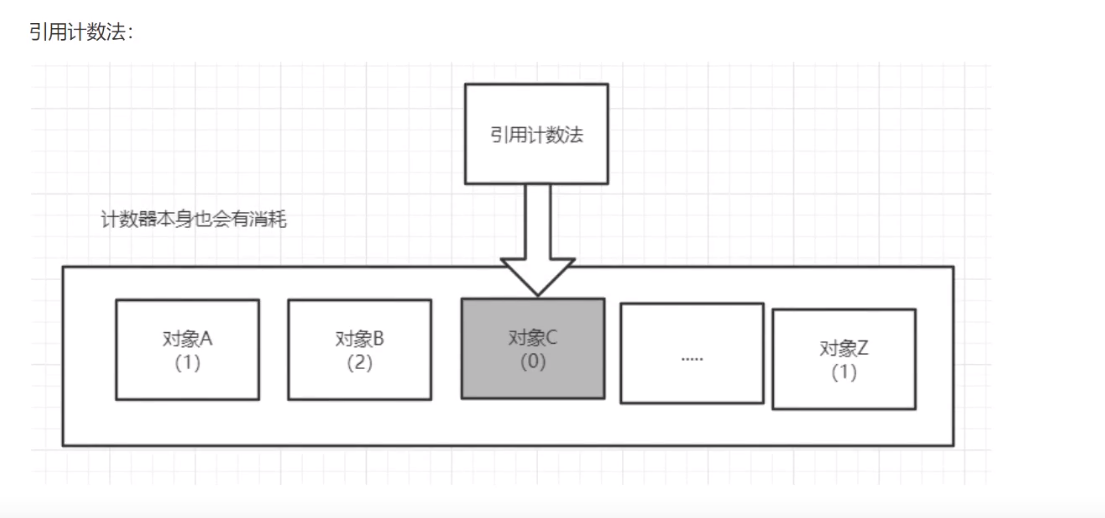 引用计数法：
引用计数法
计数器本身也会有消耗
对象A
(1)
对象B
(2)
对象C
(0)
.....
对象Z
(1)